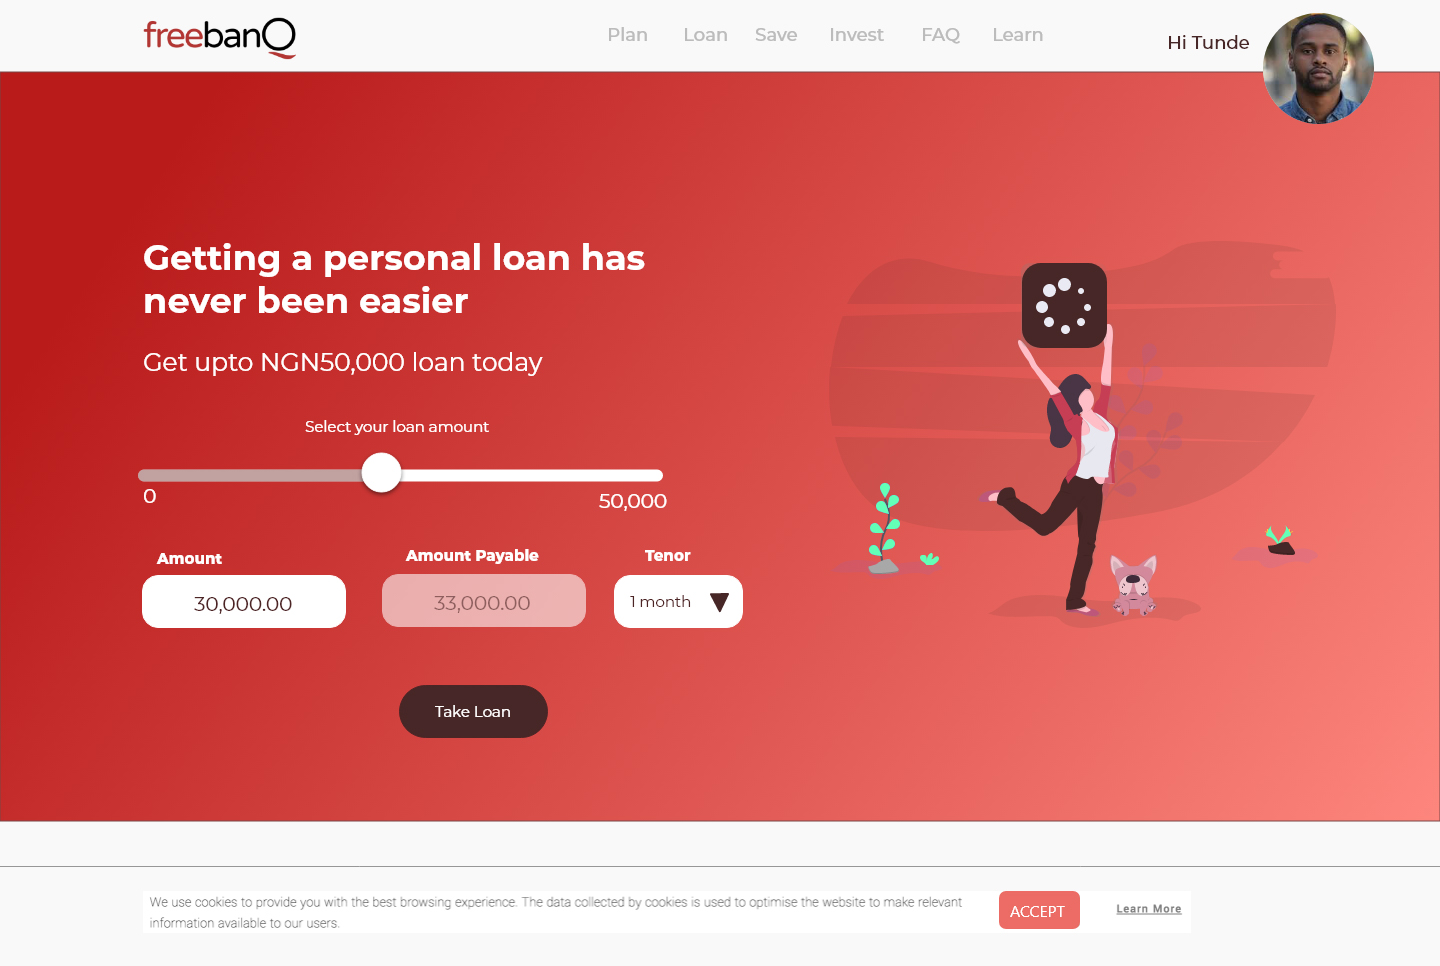 freebanQ
Plan Loan Save Invest FAQ Learn
Hi Tunde
Getting a personal loan has
never been easier
Get upto NGN50,000 loan today
Select your loan amount
0
50,000
Amount
Amount Payable
Tenor
30,000.00
33,000.00
1 month
Take Loan
We use cookies to provide you with the best browsing experience. The data collected by cookies is used to optimise the website to make relevant
information available to our users.
ACCEPT
Learn More